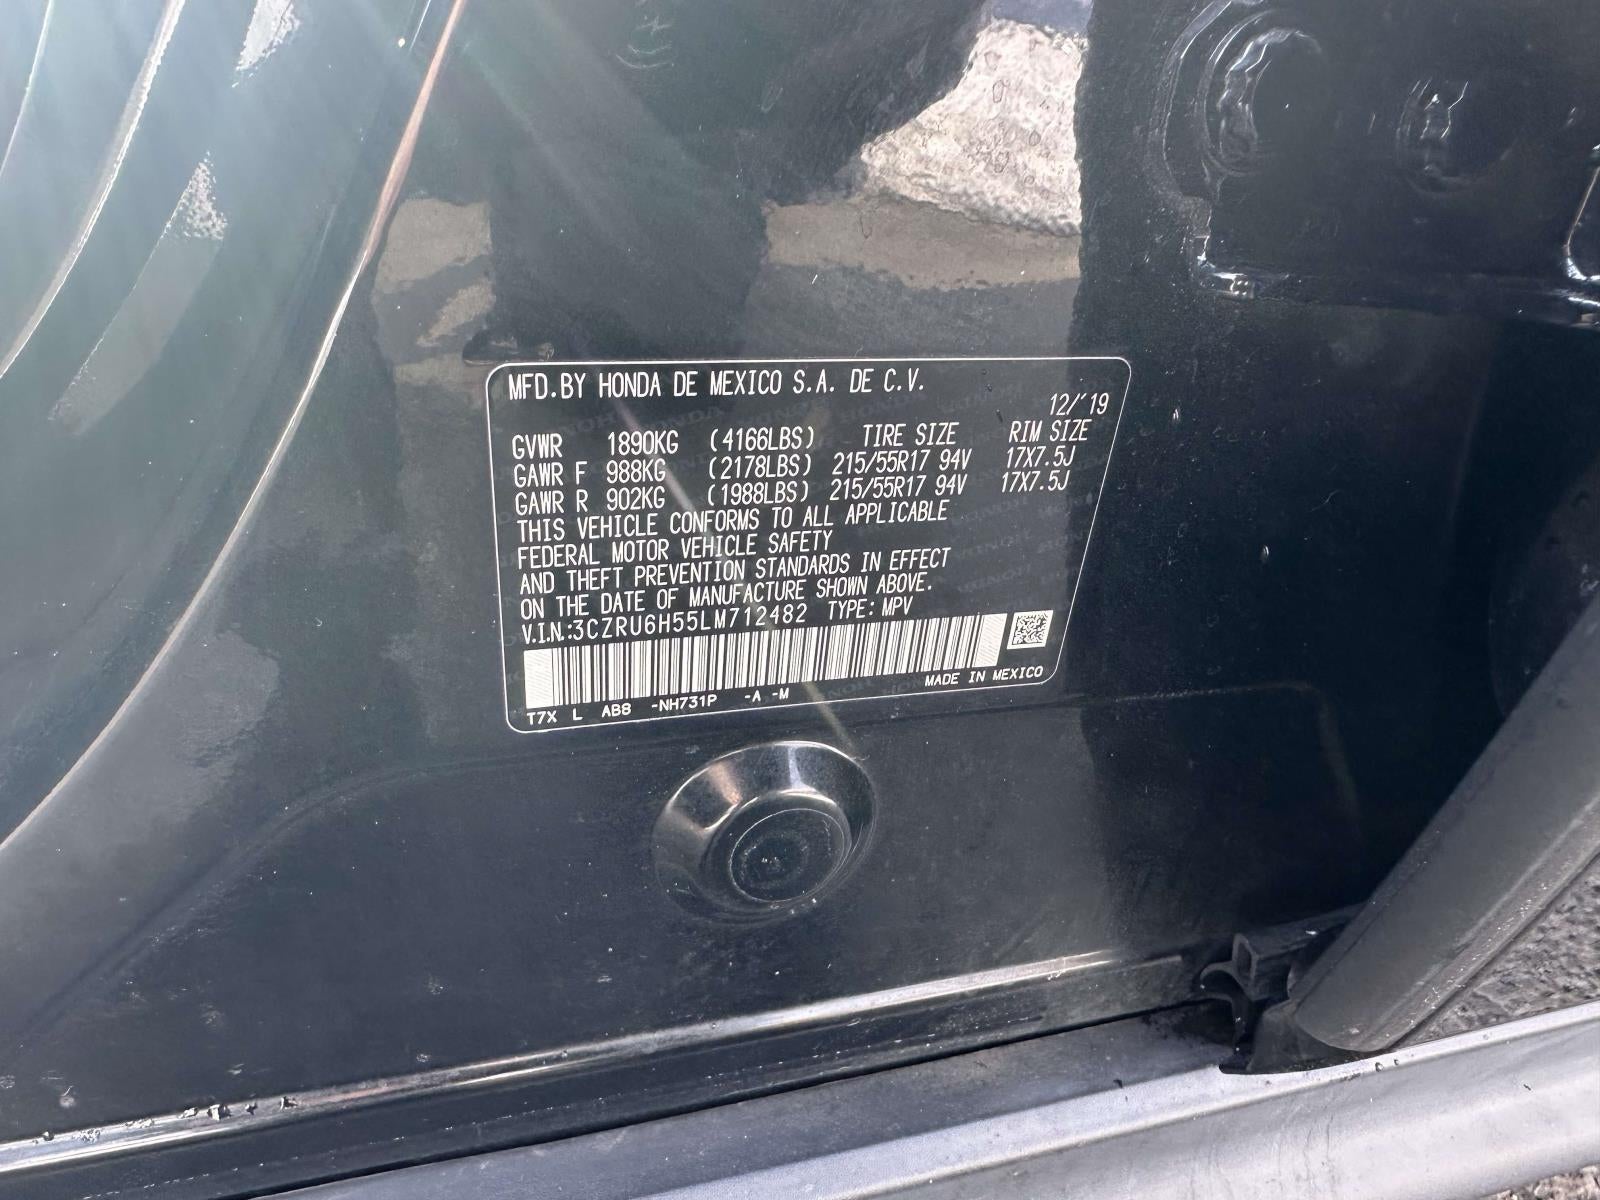 MFD.BY HONDA DE MEXICO S.A. DE C.V.
12/'19
GVWR 1890KG (4166LBS) TIRE SIZE RIM SIZE
GAWR F 988KG (2178LBS) 215/55R17 94V 17X7.5J
GAWR R 902KG (1988LBS) 215/55R17 94V 17X7.5J
THIS VEHICLE CONFORMS TO ALL APPLICABLE
FEDERAL MOTOR VEHICLE SAFETY
AND THEFT PREVENTION STANDARDS IN EFFECT
ON THE DATE OF MANUFACTURE SHOWN ABOVE.
V.I.N.:3CZRU6H55LM712482 TYPE: MPV
MADE IN MEXICO
T7X L AB8 -NH731P -A -M